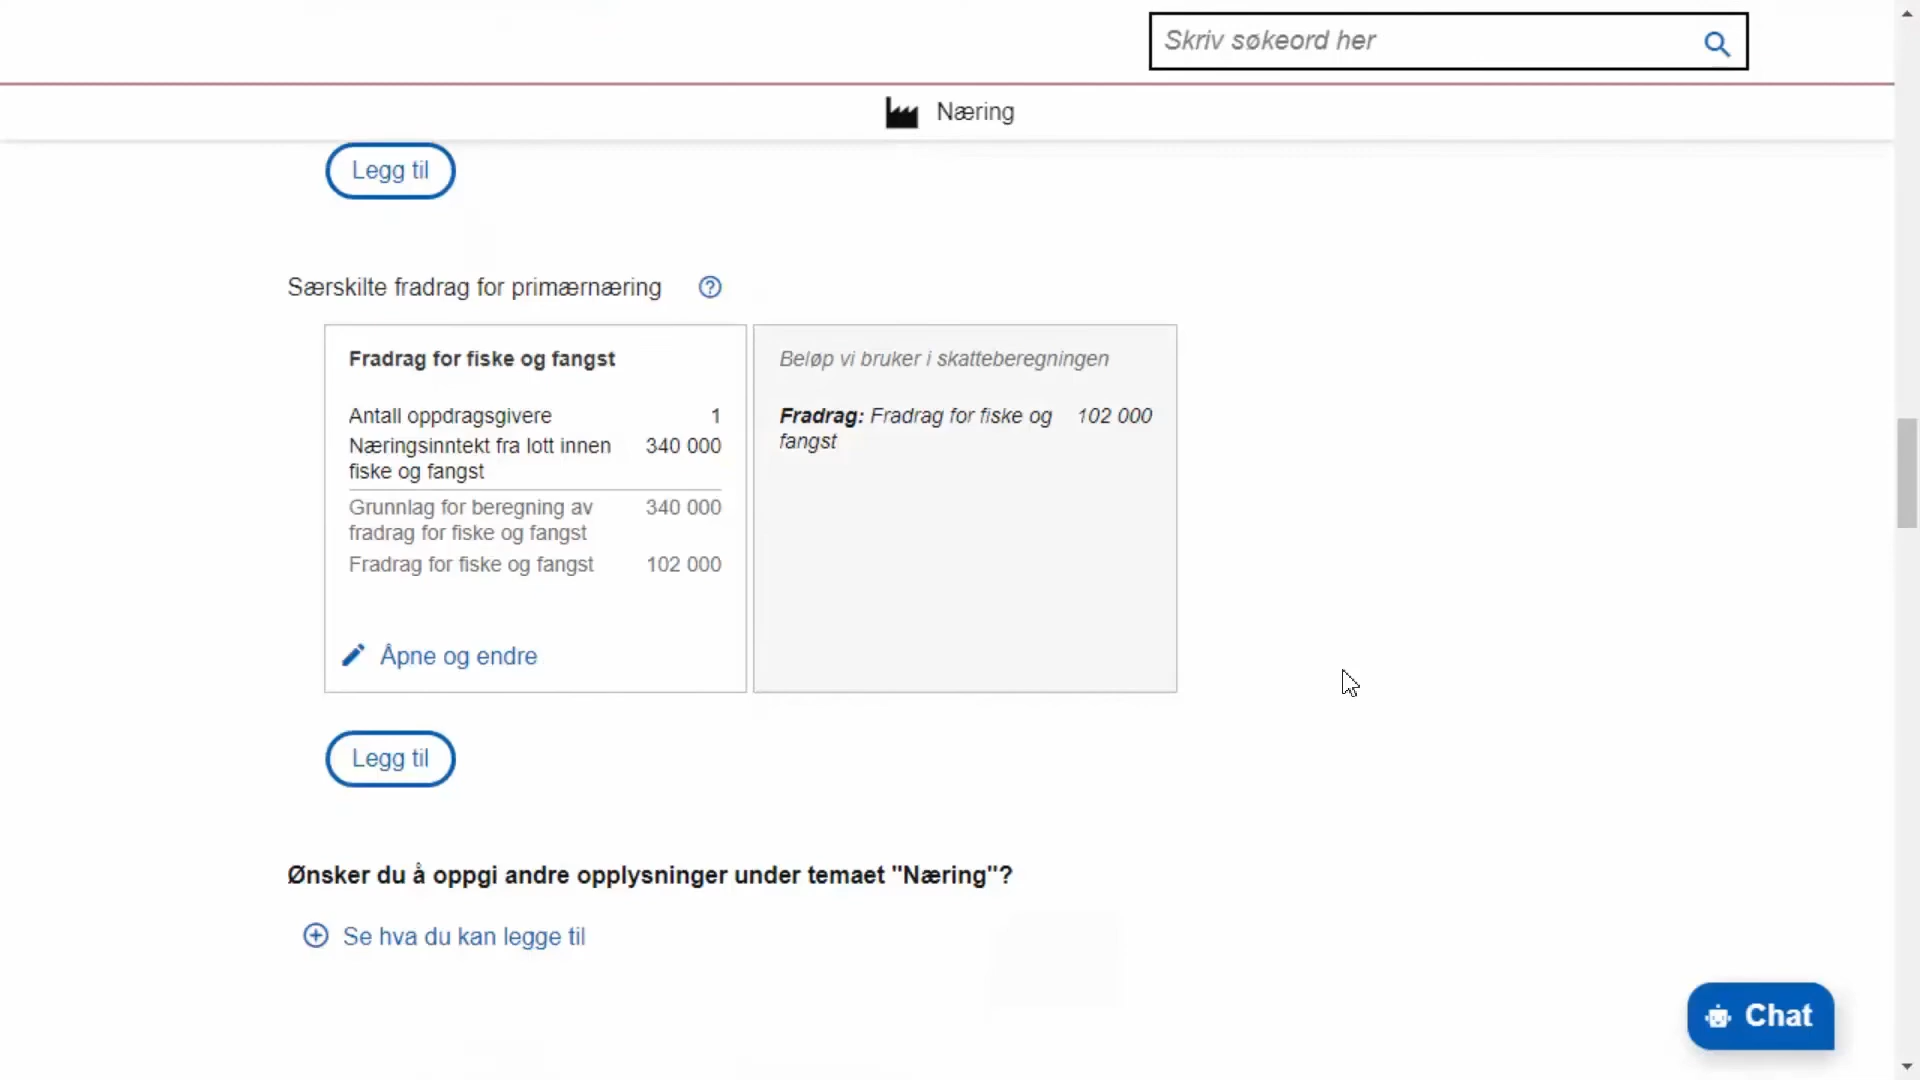 Skriv søkeord her
Næring
Legg til
Særskilte fradrag for primærnæring
Fradrag for fiske og fangst
Antall oppdragsgivere 1
Næringsinntekt fra lott innen 340 000
fiske og fangst
Grunnlag for beregning av 340 000
fradrag for fiske og fangst
Fradrag for fiske og fangst 102 000
Åpne og endre
Beløp vi bruker i skatteberegningen
Fradrag: Fradrag for fiske og 102 000
fangst
Legg til
Ønsker du å oppgi andre opplysninger under temaet "Næring"?
Se hva du kan legge til
Chat